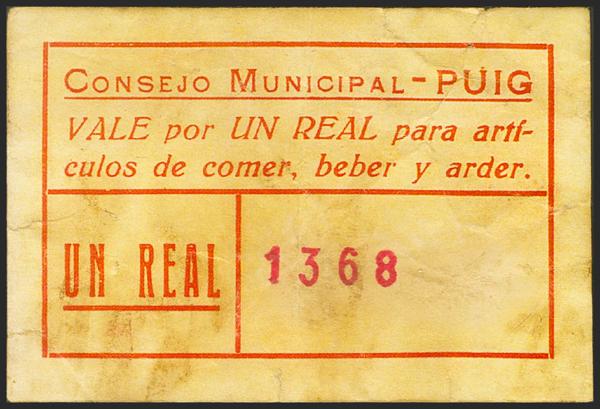 CONSEJO MUNICIPAL-PUIG
VALE por UN REAL para artí-
culos de comer, beber y arder.
UN REAL
1368